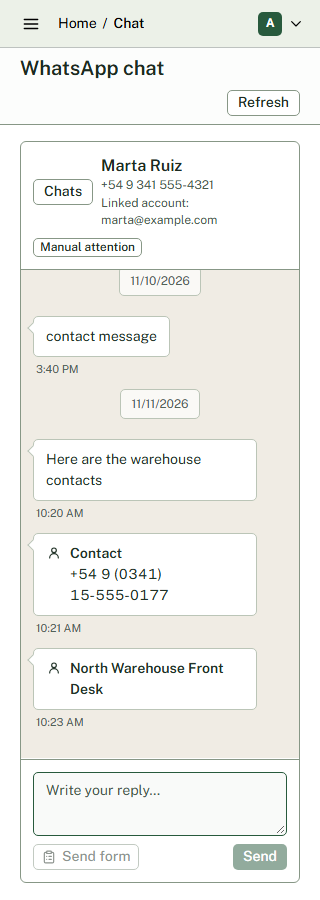 Home / Chat
A
WhatsApp chat
Refresh
Chats
Marta Ruiz
+54 9 341 555-4321
Linked account:
marta@example.com
Manual attention
11/10/2026
contact message
3:40 PM
11/11/2026
Here are the warehouse
contacts
10:20 AM
Contact
+54 9 (0341)
15-555-0177
10:21 AM
North Warehouse Front
Desk
10:23 AM
Write your reply...
Send form
Send